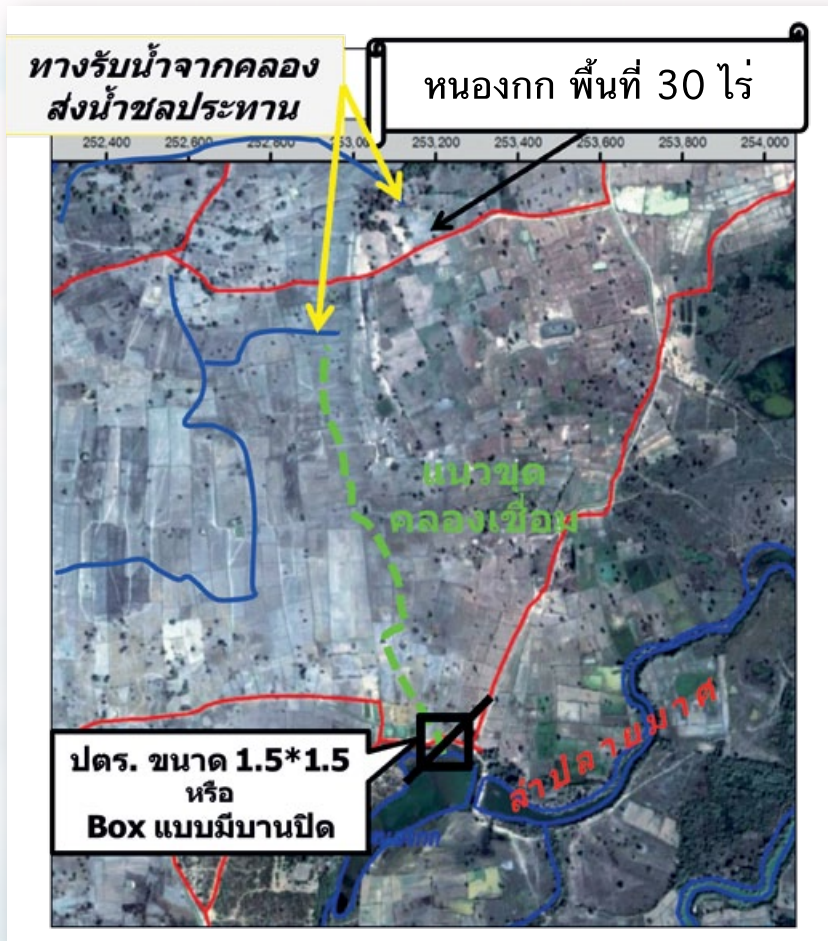 ทางรับน้ำจากคลอง
ส่งน้ำชลประทาน
หนองกก พื้นที่ 30 ไร่
252,400 252,600 252,800 253,000 253,200 253,400 253,600 253,800 254,000
แนวขุด
คลองเชื่อม
ลำปลายมาศ
ปตร. ขนาด 1.5*1.5
หรือ
Box แบบมีบานปิด